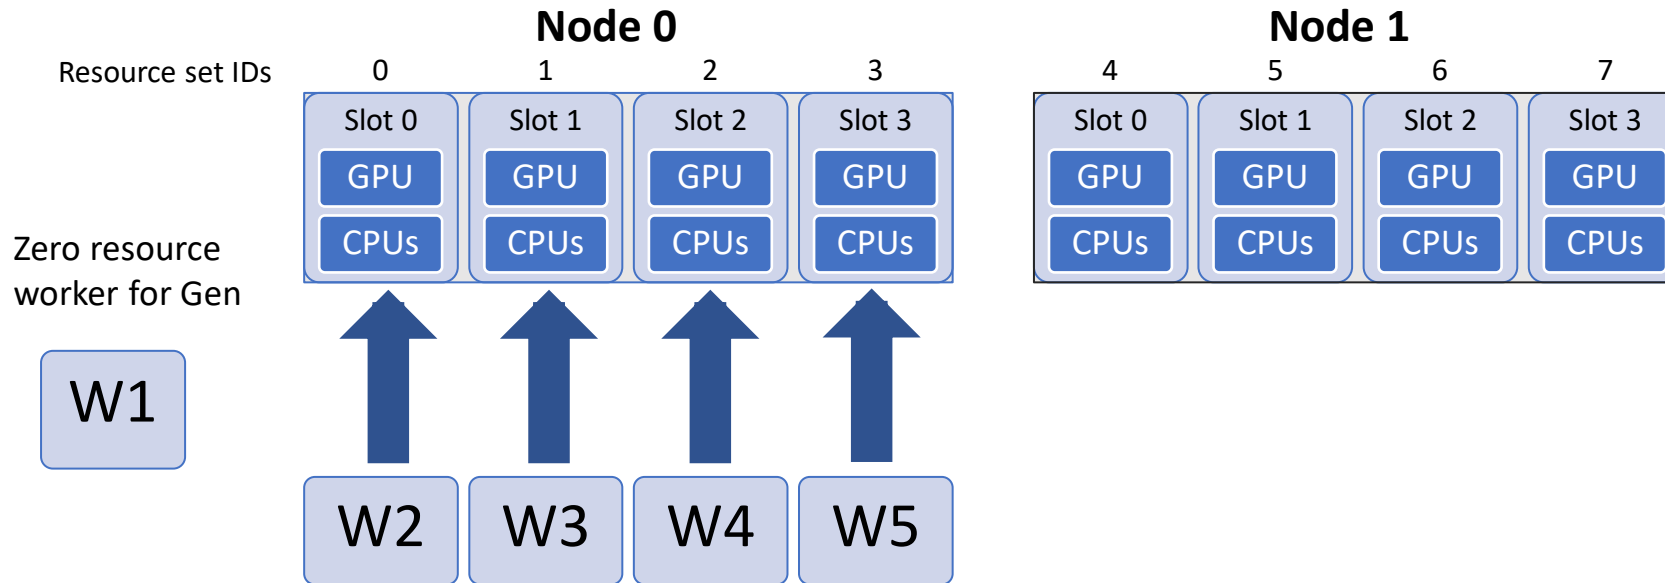 Node 0
Node 1
Resource set IDs 0 1 2 3 4 5 6 7
Slot 0 Slot 1 Slot 2 Slot 3 Slot 0 Slot 1 Slot 2 Slot 3
GPU GPU GPU GPU GPU GPU GPU GPU
CPUs CPUs CPUs CPUs CPUs CPUs CPUs CPUs
Zero resource
worker for Gen
W1
W2 W3 W4 W5